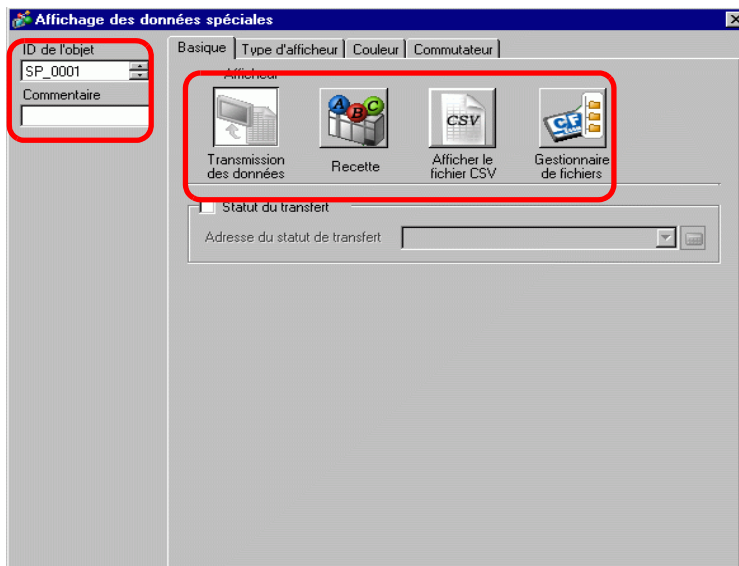 Affichage des données spéciales
ID de l'objet
SP_0001
Commentaire
Basique Type d'afficheur Couleur Commutateur
Afficheur
ABC
CSV
CF
Transmission des données
Recette
Afficher le fichier CSV
Gestionnaire de fichiers
Statut du transfert
Adresse du statut de transfert